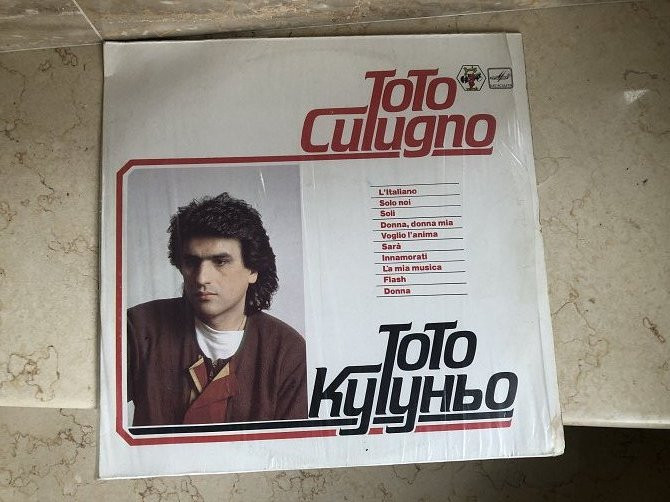 Toto
Cutugno
L'Italiano
Solo noi
Soli
Donna, donna mia
Voglio l'anima
Sarà
Innamorati
La mia musica
Flash
Donna
Тото
Кутуньо